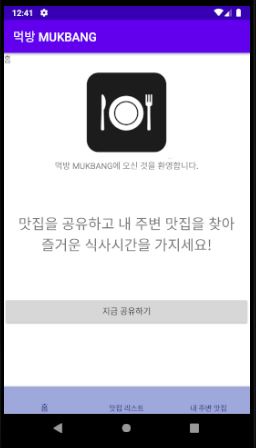 12:41
먹방 MUKBANG
홈
먹방 MUKBANG에 오신 것을 환영합니다.
맛집을 공유하고 내 주변 맛집을 찾아
즐거운 식사시간을 가지세요!
지금 공유하기
홈 맛집 리스트 내 주변 맛집